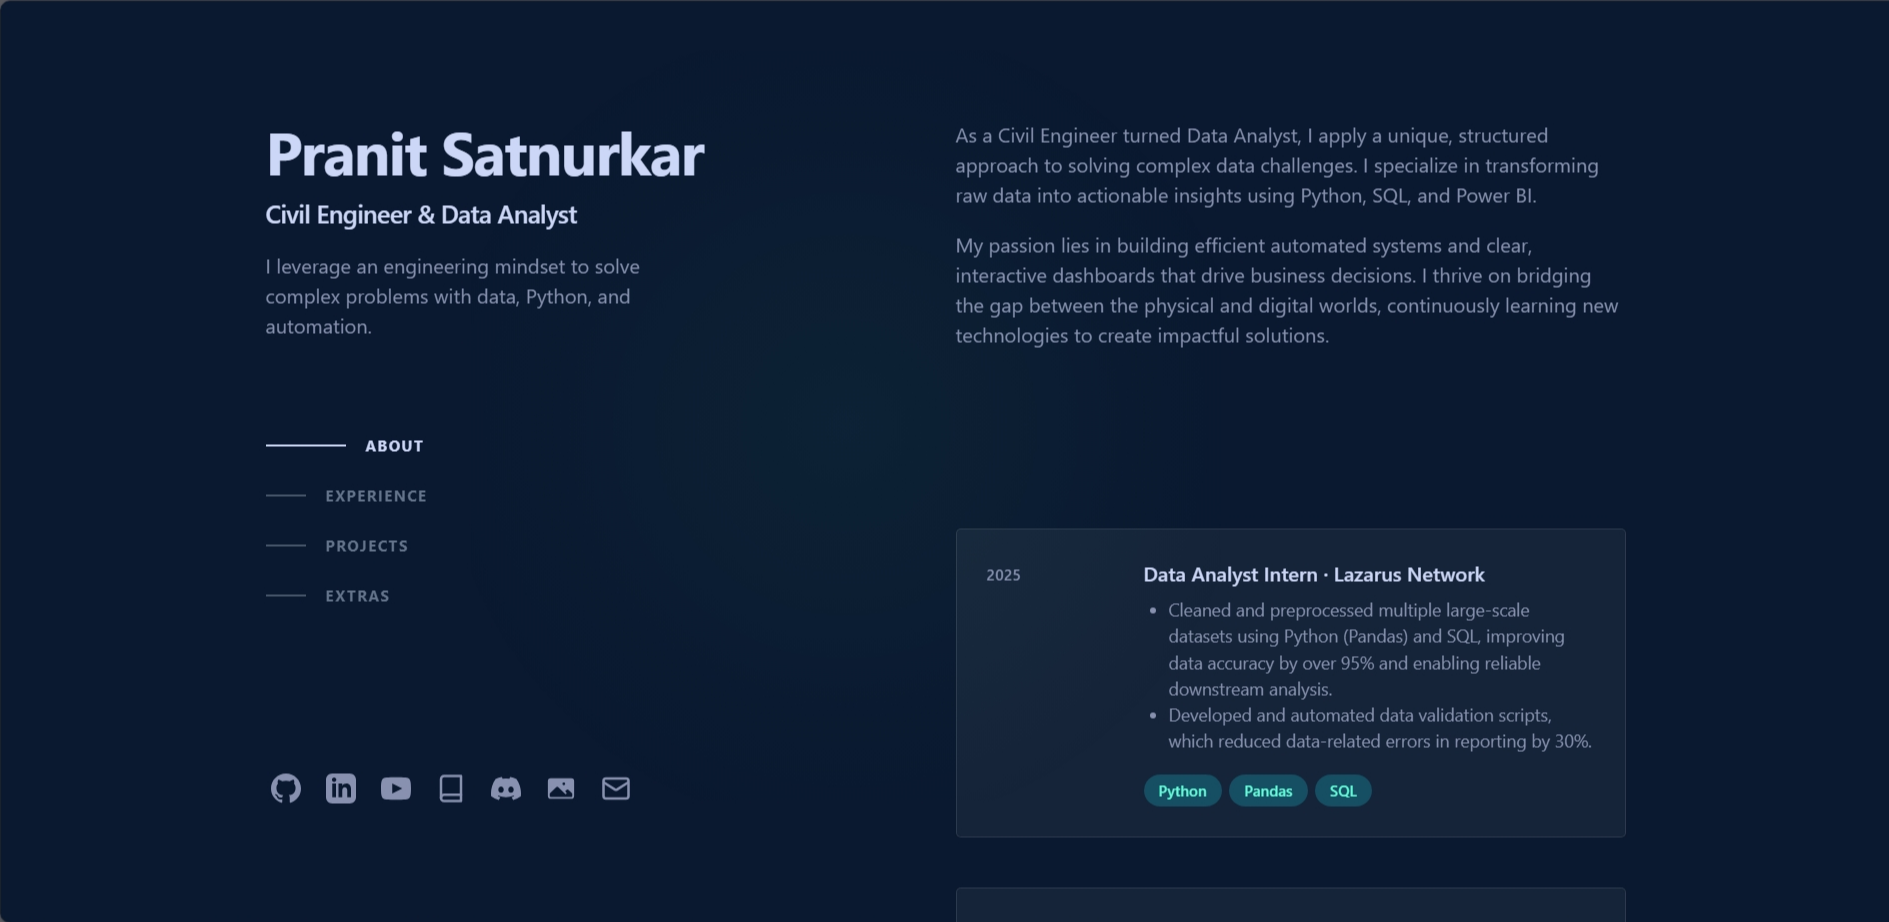 Pranit Satnurkar
Civil Engineer & Data Analyst
I leverage an engineering mindset to solve
complex problems with data, Python, and
automation.
ABOUT
EXPERIENCE
PROJECTS
EXTRAS
As a Civil Engineer turned Data Analyst, I apply a unique, structured
approach to solving complex data challenges. I specialize in transforming
raw data into actionable insights using Python, SQL, and Power BI.
My passion lies in building efficient automated systems and clear,
interactive dashboards that drive business decisions. I thrive on bridging
the gap between the physical and digital worlds, continuously learning new
technologies to create impactful solutions.
2025
Data Analyst Intern · Lazarus Network
• Cleaned and preprocessed multiple large-scale
datasets using Python (Pandas) and SQL, improving
data accuracy by over 95% and enabling reliable
downstream analysis.
• Developed and automated data validation scripts,
which reduced data-related errors in reporting by 30%.
Python Pandas SQL